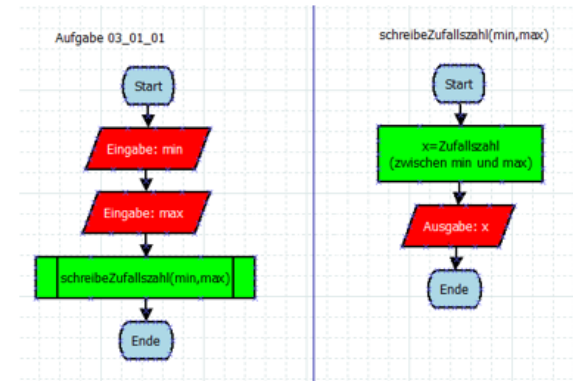 Aufgabe 03_01_01
Start
Eingabe: min
Eingabe: max
schreibeZufallszahl(min,max)
Ende
schreibeZufallszahl(min,max)
Start
x=Zufallszahl
(zwischen min und max)
Ausgabe: x
Ende